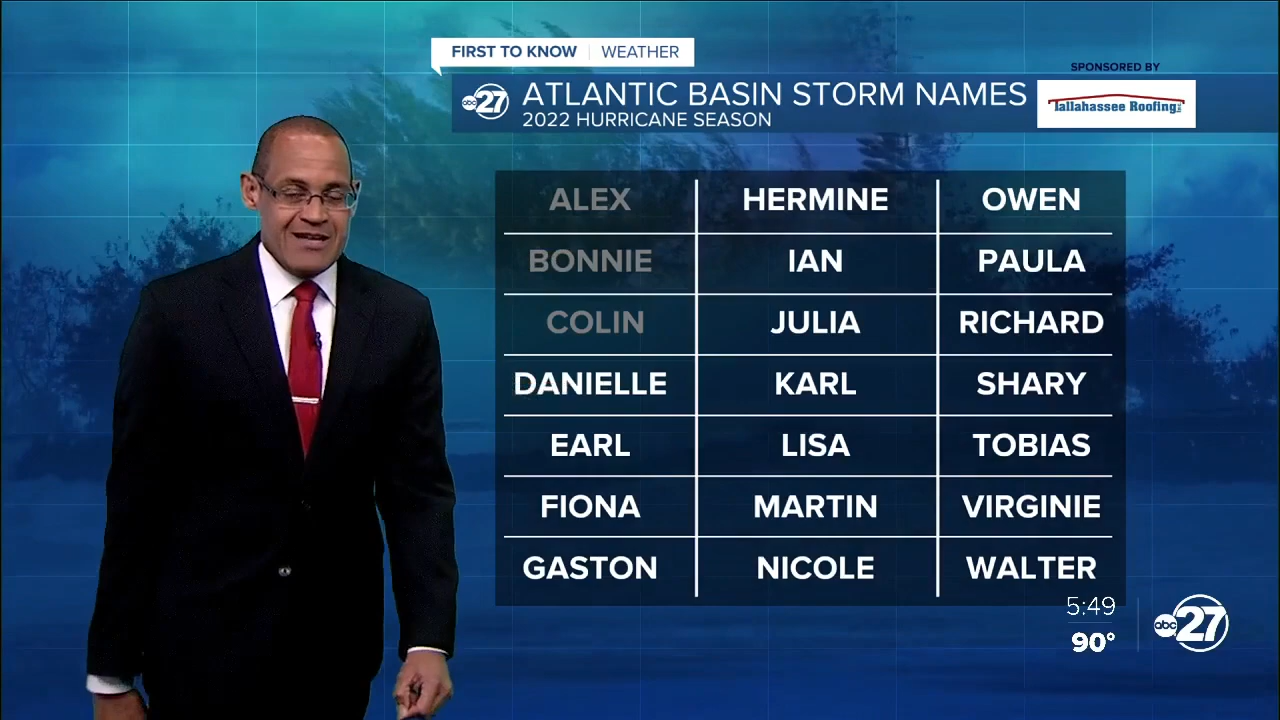 FIRST TO KNOW | WEATHER
SPONSORED BY
abc 27 ATLANTIC BASIN STORM NAMES
2022 HURRICANE SEASON
Tallahassee Roofing
ALEX HERMINE OWEN
BONNIE IAN PAULA
COLIN JULIA RICHARD
DANIELLE KARL SHARY
EARL LISA TOBIAS
FIONA MARTIN VIRGINIE
GASTON NICOLE WALTER
5:49
90°
abc 27